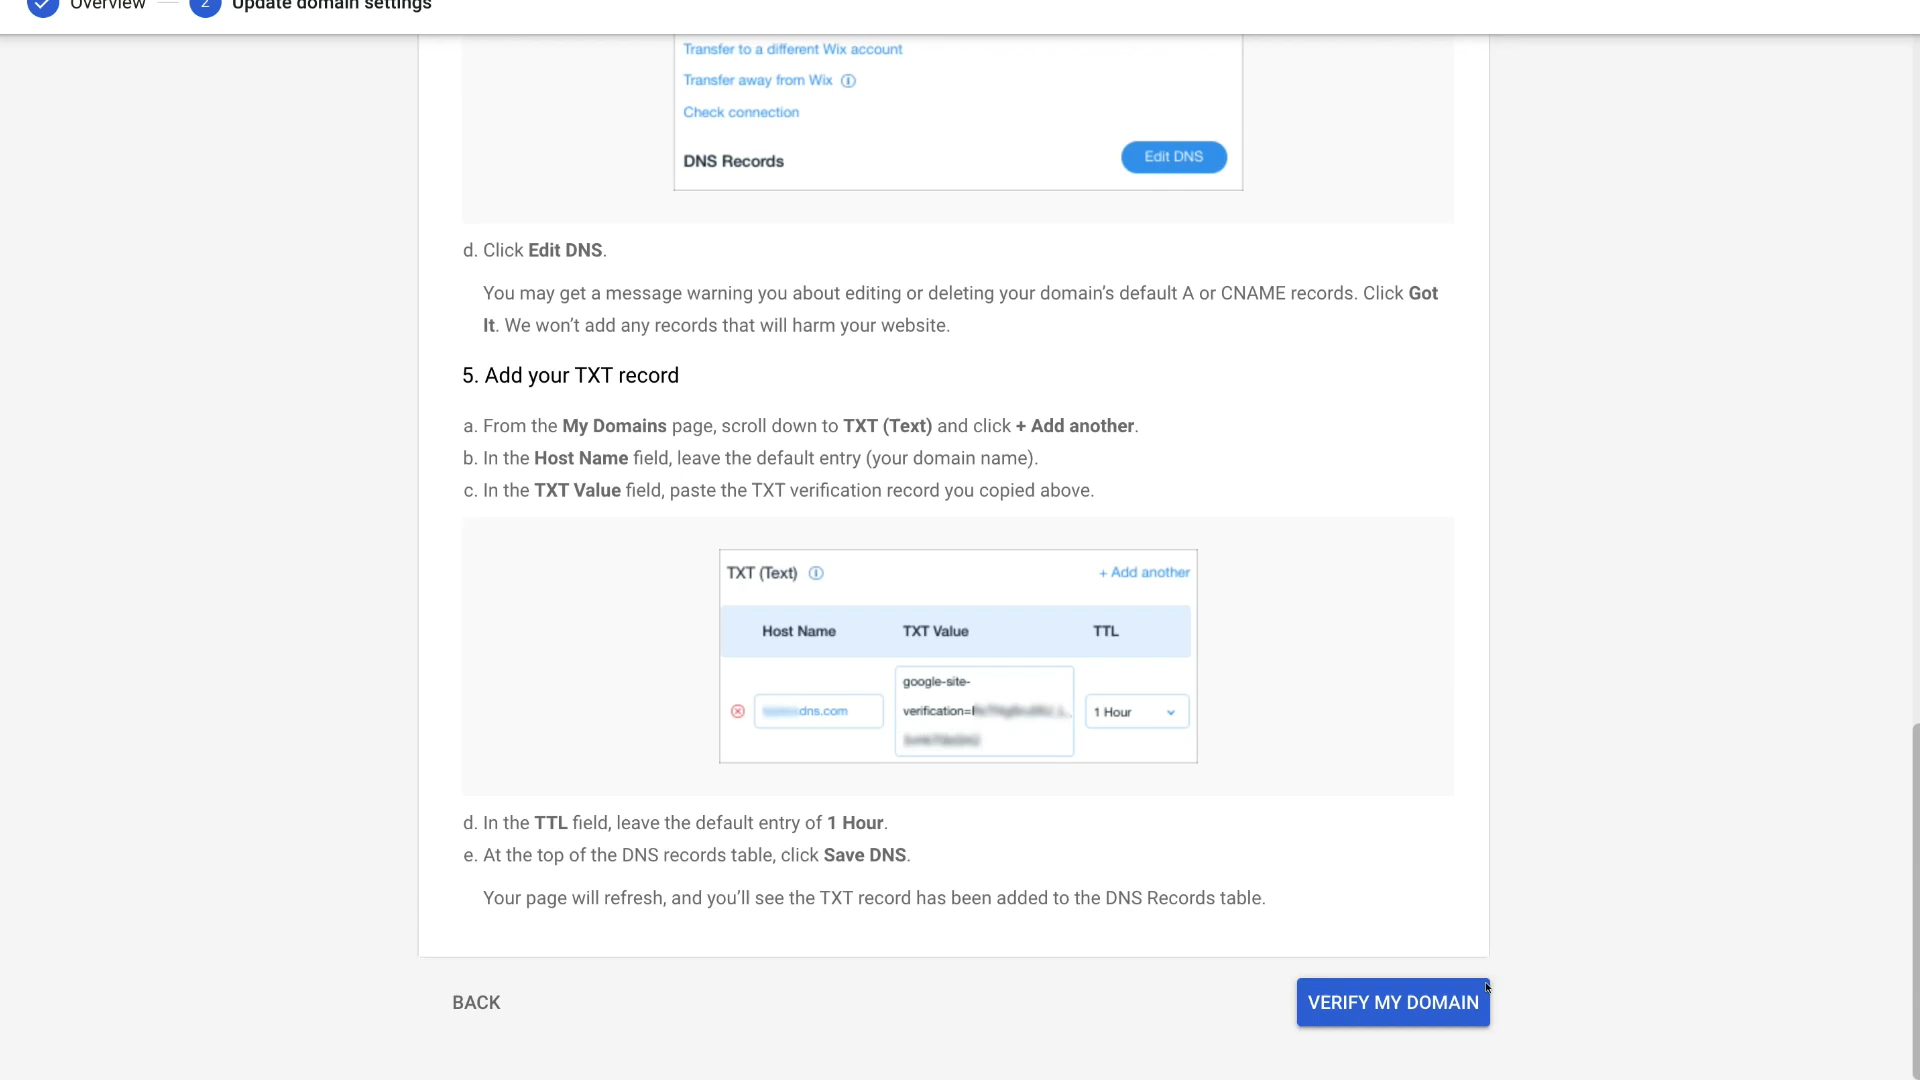 Overview
2
Update domain settings
Transfer to a different Wix account
Transfer away from Wix
Check connection
DNS Records
Edit DNS
d. Click Edit DNS.
You may get a message warning you about editing or deleting your domain’s default A or CNAME records. Click Got
It. We won’t add any records that will harm your website.
5. Add your TXT record
a. From the My Domains page, scroll down to TXT (Text) and click + Add another.
b. In the Host Name field, leave the default entry (your domain name).
c. In the TXT Value field, paste the TXT verification record you copied above.
TXT (Text)
+ Add another
Host Name
TXT Value
TTL
google-site-
dns.com
verification=
1 Hour
d. In the TTL field, leave the default entry of 1 Hour.
e. At the top of the DNS records table, click Save DNS.
Your page will refresh, and you’ll see the TXT record has been added to the DNS Records table.
BACK
VERIFY MY DOMAIN